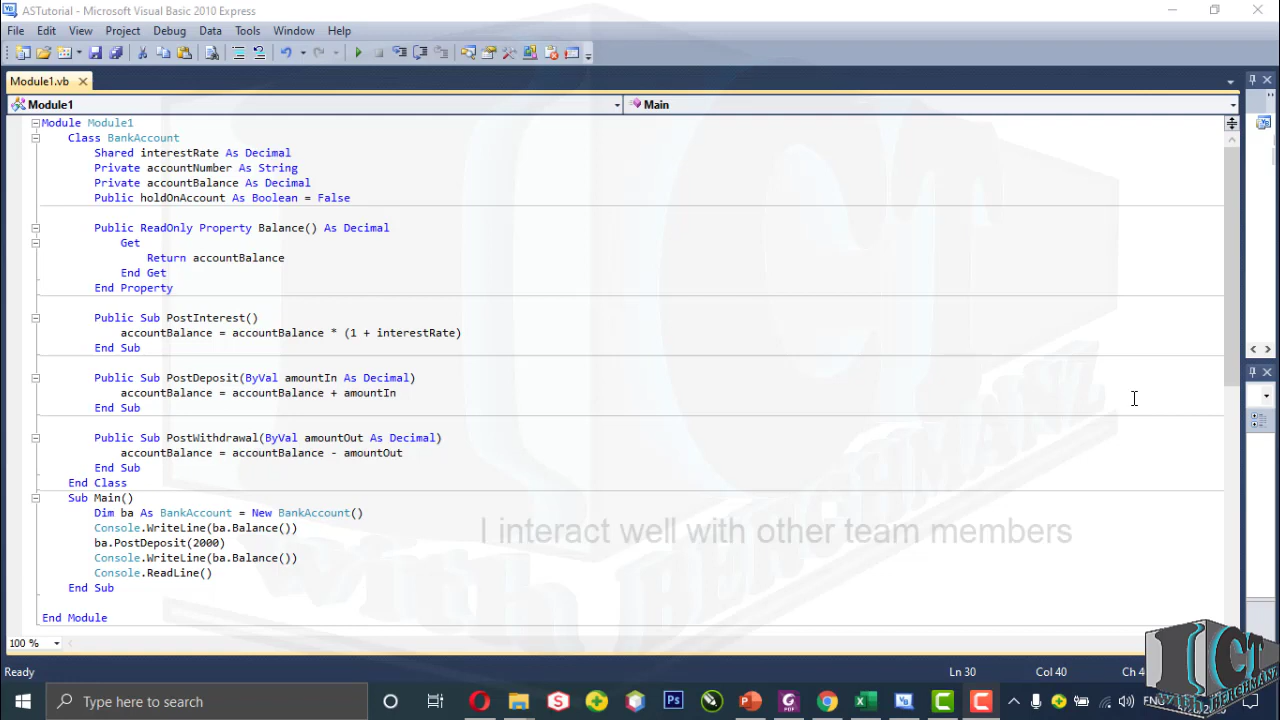 ASTutorial - Microsoft Visual Basic 2010 Express
File Edit View Project Debug Data Tools Window Help
Module1.vb
Module1 Main
Module Module1
Class BankAccount
Shared interestRate As Decimal
Private accountNumber As String
Private accountBalance As Decimal
Public holdOnAccount As Boolean = False
Public ReadOnly Property Balance() As Decimal
Get
Return accountBalance
End Get
End Property
Public Sub PostInterest()
accountBalance = accountBalance * (1 + interestRate)
End Sub
Public Sub PostDeposit(ByVal amountIn As Decimal)
accountBalance = accountBalance + amountIn
End Sub
Public Sub PostWithdrawal(ByVal amountOut As Decimal)
accountBalance = accountBalance - amountOut
End Sub
End Class
Sub Main()
Dim ba As BankAccount = New BankAccount()
Console.WriteLine(ba.Balance())
ba.PostDeposit(2000)
Console.WriteLine(ba.Balance())
Console.ReadLine()
End Sub
End Module
I interact well with other team members
100 %
Ready Ln 30 Col 40 Ch
Type here to search
ENG
ICT